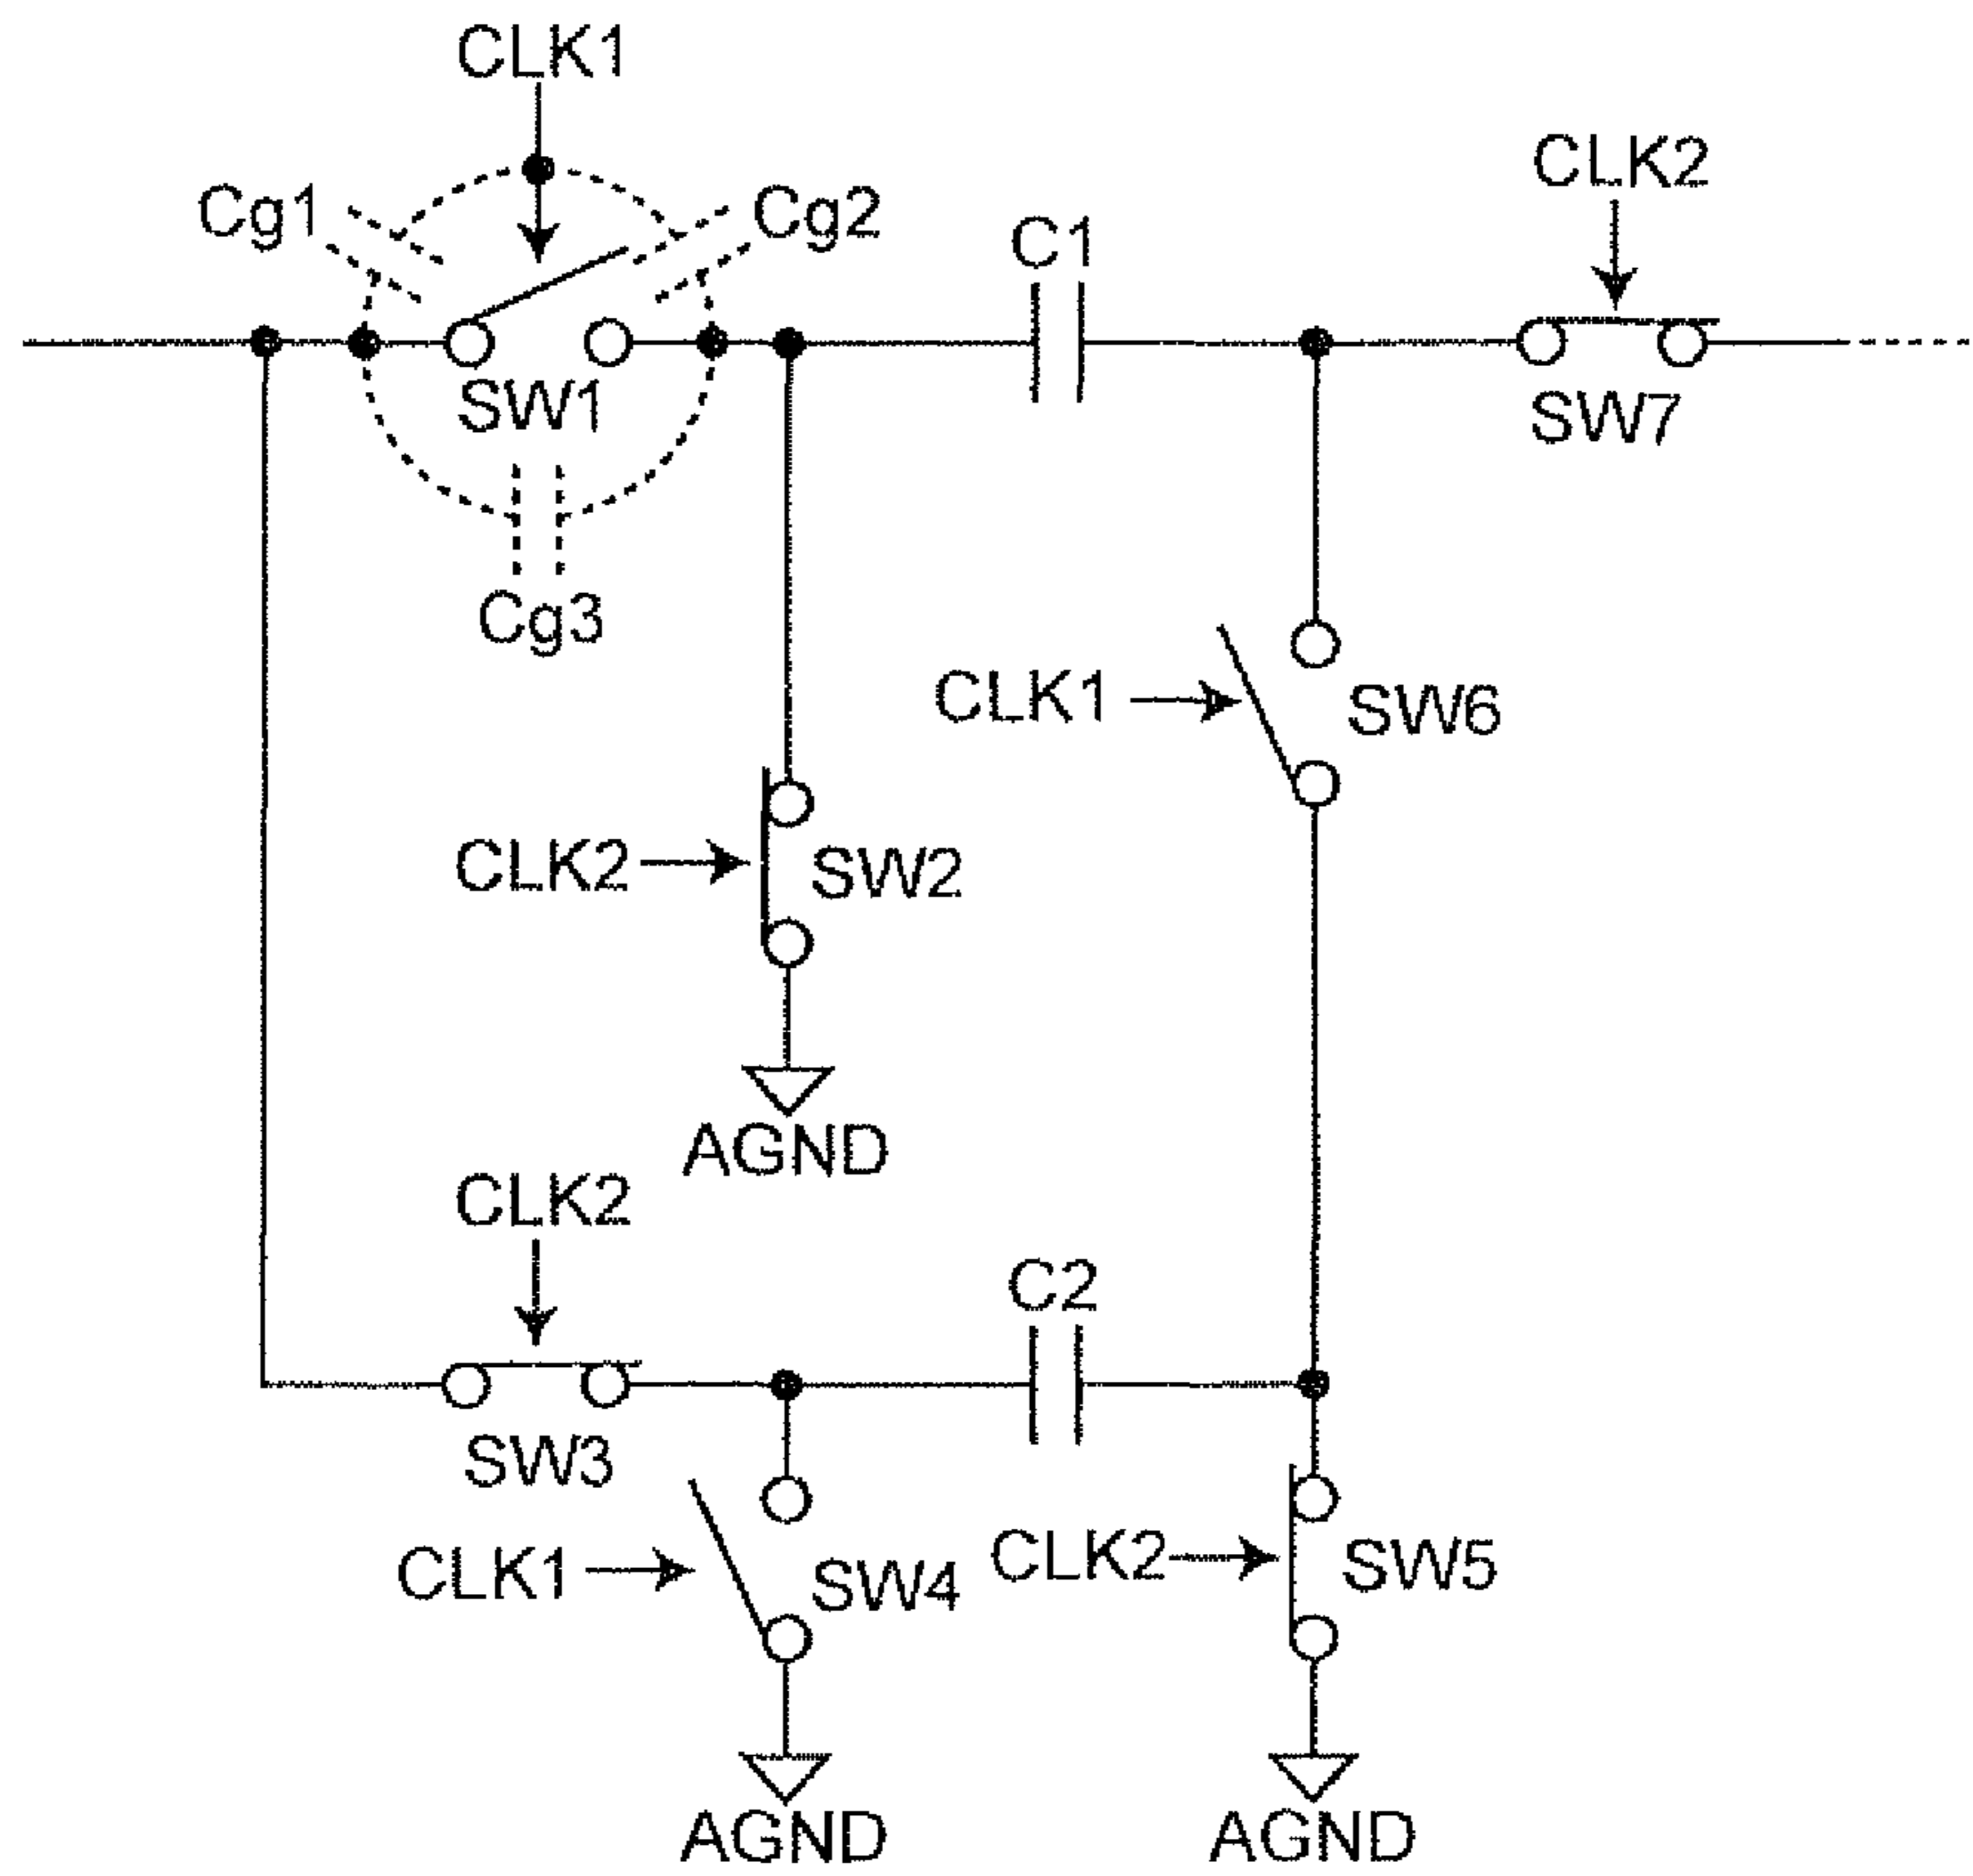 CLK1
CLK2
Cg1
Cg2
C1
SW1
SW7
Cg3
CLK1
SW6
CLK2
SW2
AGND
CLK2
C2
SW3
CLK1
SW4
CLK2
SW5
AGND
AGND